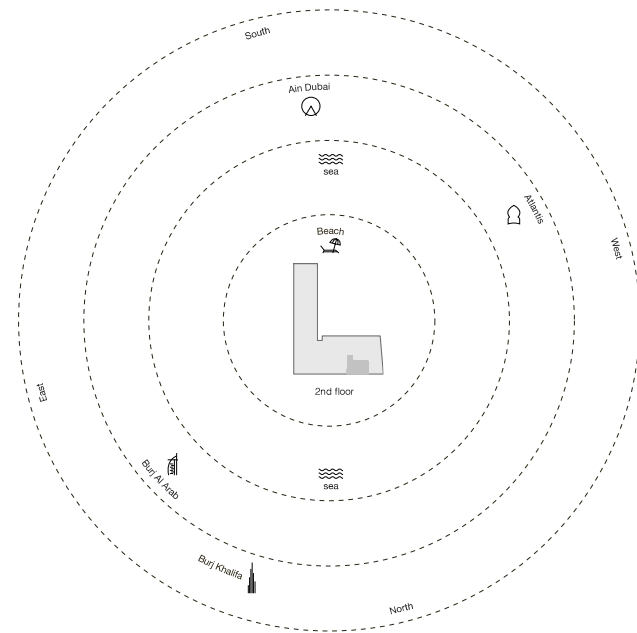 South
Ain Dubai
sea
Atlantis
Beach
West
East
2nd floor
Burj Al Arab
sea
Burj Khalifa
North